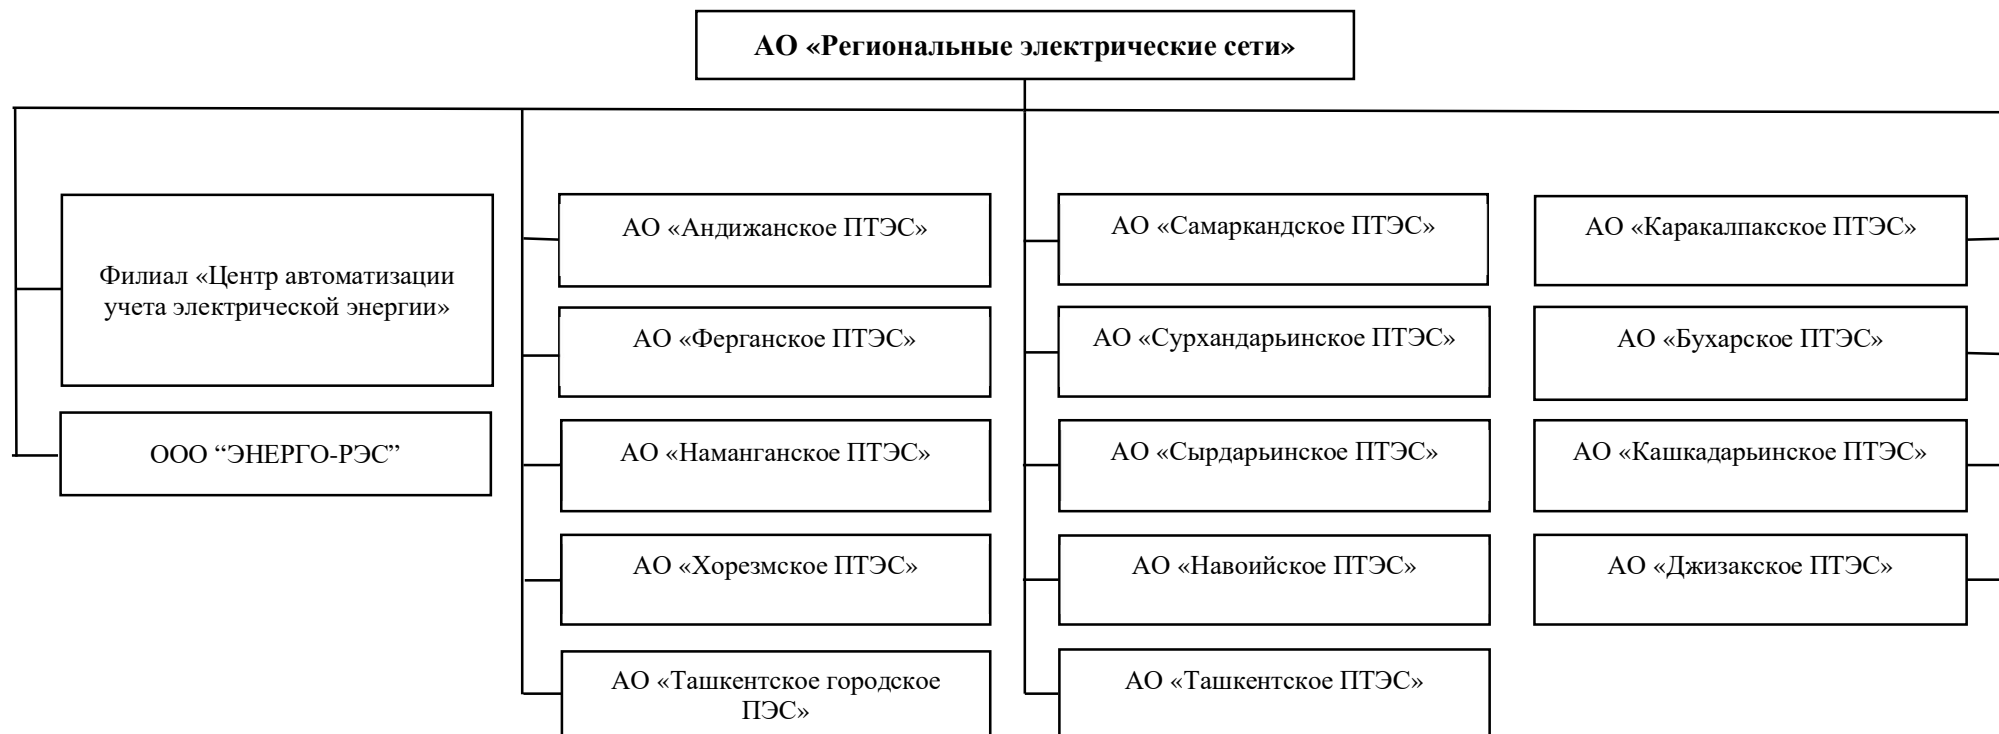 АО «Региональные электрические сети»
Филиал «Центр автоматизации
учета электрической энергии»
ООО “ЭНЕРГО-РЭС”
АО «Андижанское ПТЭС»
АО «Ферганское ПТЭС»
АО «Наманганское ПТЭС»
АО «Хорезмское ПТЭС»
АО «Ташкентское городское
ПЭС»
АО «Самаркандское ПТЭС»
АО «Сурхандарьинское ПТЭС»
АО «Сырдарьинское ПТЭС»
АО «Навоийское ПТЭС»
АО «Ташкентское ПТЭС»
АО «Каракалпакское ПТЭС»
АО «Бухарское ПТЭС»
АО «Кашкадарьинское ПТЭС»
АО «Джизакское ПТЭС»